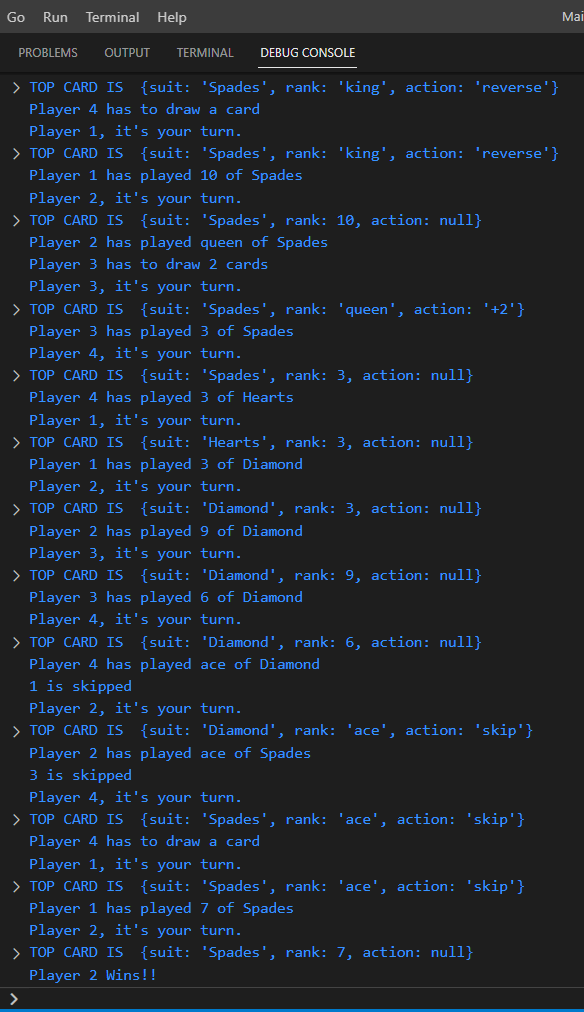 Go Run Terminal Help Mai
PROBLEMS OUTPUT TERMINAL DEBUG CONSOLE
> TOP CARD IS  {suit: 'Spades', rank: 'king', action: 'reverse'}
Player 4 has to draw a card
Player 1, it's your turn.
> TOP CARD IS  {suit: 'Spades', rank: 'king', action: 'reverse'}
Player 1 has played 10 of Spades
Player 2, it's your turn.
> TOP CARD IS  {suit: 'Spades', rank: 10, action: null}
Player 2 has played queen of Spades
Player 3 has to draw 2 cards
Player 3, it's your turn.
> TOP CARD IS  {suit: 'Spades', rank: 'queen', action: '+2'}
Player 3 has played 3 of Spades
Player 4, it's your turn.
> TOP CARD IS  {suit: 'Spades', rank: 3, action: null}
Player 4 has played 3 of Hearts
Player 1, it's your turn.
> TOP CARD IS  {suit: 'Hearts', rank: 3, action: null}
Player 1 has played 3 of Diamond
Player 2, it's your turn.
> TOP CARD IS  {suit: 'Diamond', rank: 3, action: null}
Player 2 has played 9 of Diamond
Player 3, it's your turn.
> TOP CARD IS  {suit: 'Diamond', rank: 9, action: null}
Player 3 has played 6 of Diamond
Player 4, it's your turn.
> TOP CARD IS  {suit: 'Diamond', rank: 6, action: null}
Player 4 has played ace of Diamond
1 is skipped
Player 2, it's your turn.
> TOP CARD IS  {suit: 'Diamond', rank: 'ace', action: 'skip'}
Player 2 has played ace of Spades
3 is skipped
Player 4, it's your turn.
> TOP CARD IS  {suit: 'Spades', rank: 'ace', action: 'skip'}
Player 4 has to draw a card
Player 1, it's your turn.
> TOP CARD IS  {suit: 'Spades', rank: 'ace', action: 'skip'}
Player 1 has played 7 of Spades
Player 2, it's your turn.
> TOP CARD IS  {suit: 'Spades', rank: 7, action: null}
Player 2 Wins!!
>